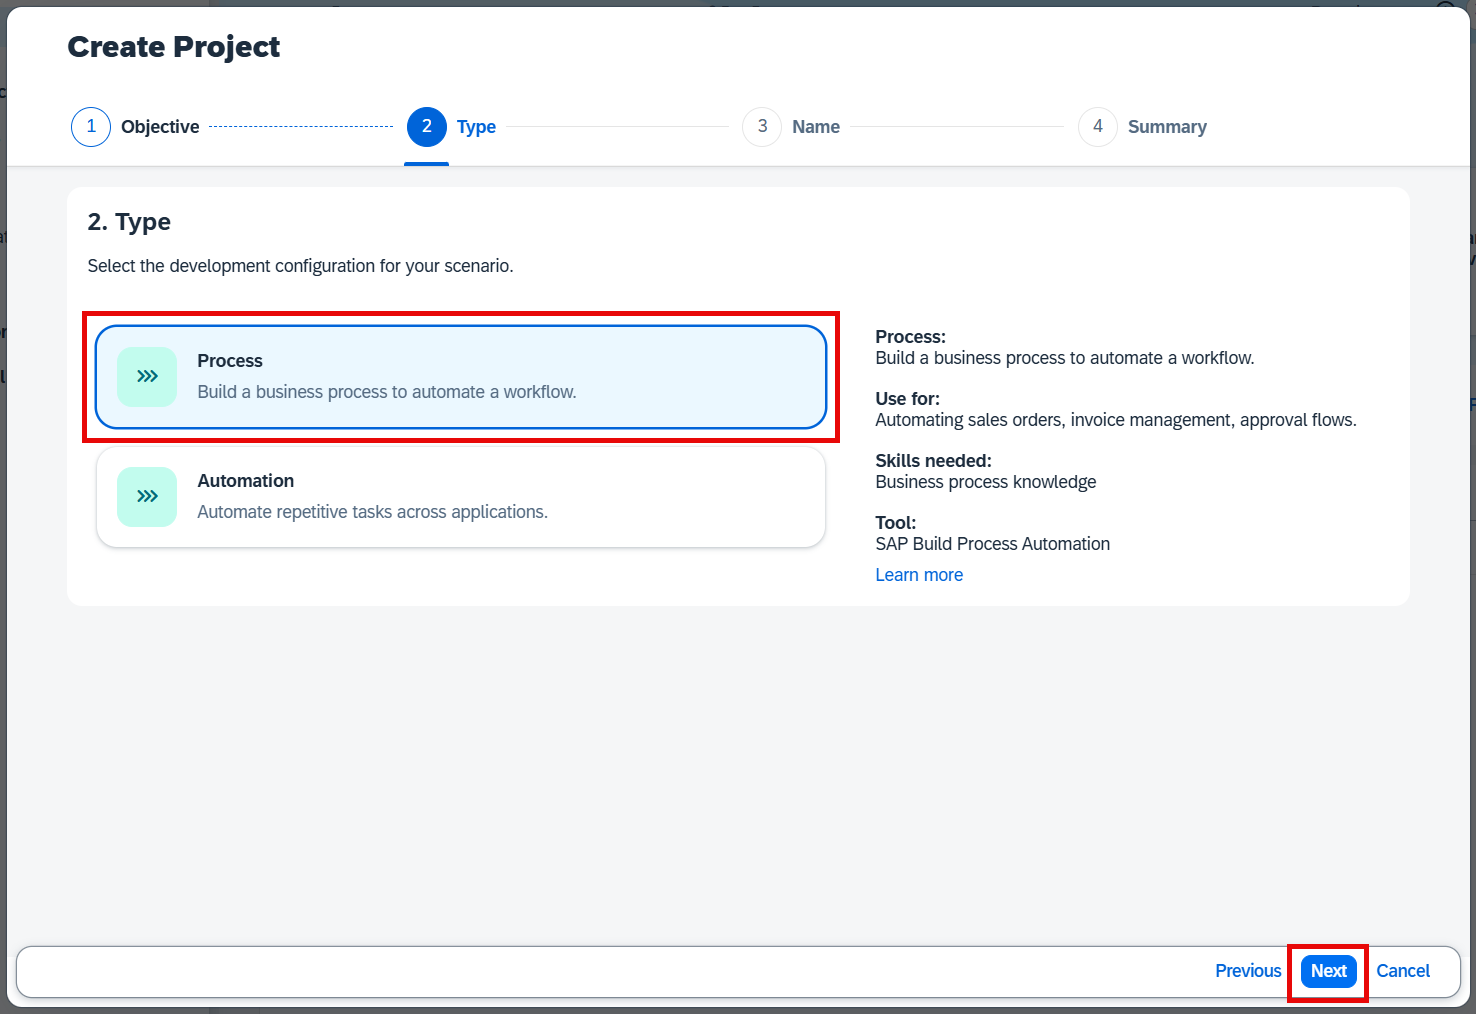 Create Project
1 Objective
2 Type
3 Name
4 Summary
2. Type
Select the development configuration for your scenario.
Process
Build a business process to automate a workflow.
Automation
Automate repetitive tasks across applications.
Process:
Build a business process to automate a workflow.
Use for:
Automating sales orders, invoice management, approval flows.
Skills needed:
Business process knowledge
Tool:
SAP Build Process Automation
Learn more
Previous
Next
Cancel